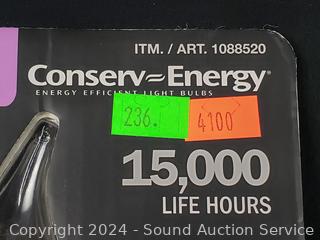 ITM. / ART. 1088520
Conserv~Energy®
ENERGY EFFICIENT LIGHT BULBS
236.
4100
15,000
LIFE HOURS
Copyright 2024 - Sound Auction Service